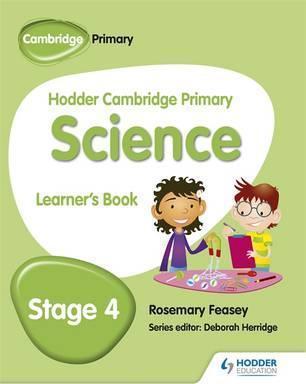 Cambridge Primary
Hodder Cambridge Primary
Science
Learner's Book
Stage 4
Rosemary Feasey
Series editor: Deborah Herridge
HODDER
EDUCATION